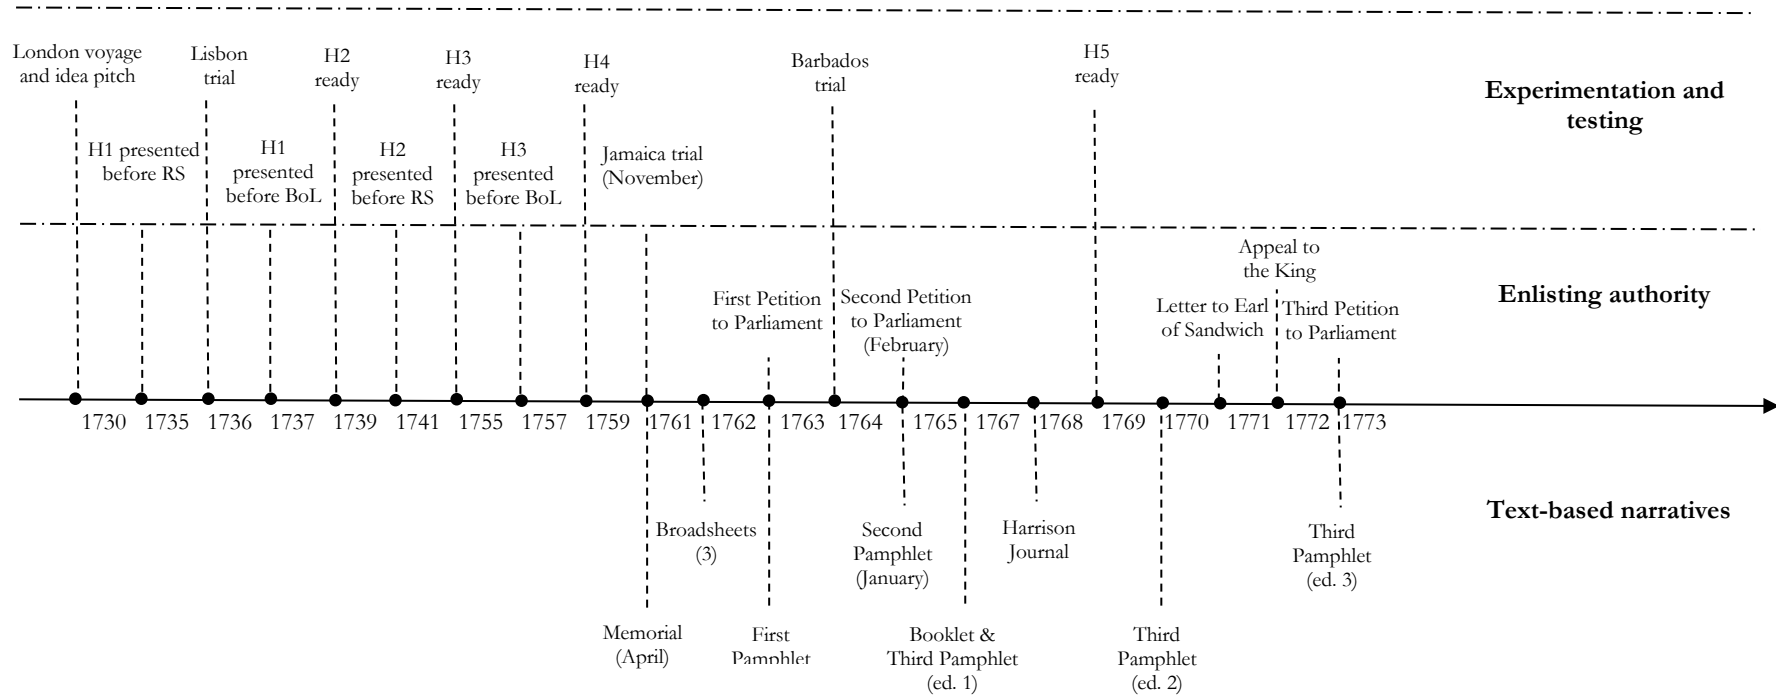 London voyage
and idea pitch
Lisbon
trial
H2
ready
H3
ready
H4
ready
Barbados
trial
H5
ready
Experimentation and
testing
H1 presented
before RS
H1
presented
before BoL
H2
presented
before RS
H3
presented
before BoL
Jamaica trial
(November)
First Petition
to Parliament
Second Petition
to Parliament
(February)
Letter to Earl
of Sandwich
Appeal to
the King
Third Petition
to Parliament
Enlisting authority
1730 1735 1736 1737 1739 1741 1755 1757 1759 1761 1762 1763 1764 1765 1767 1768 1769 1770 1771 1772 1773
Broadsheets
(3)
Second
Pamphlet
(January)
Harrison
Journal
Third
Pamphlet
(ed. 3)
Text-based narratives
Memorial
(April)
First
Pamphlet
Booklet &
Third Pamphlet
(ed. 1)
Third
Pamphlet
(ed. 2)